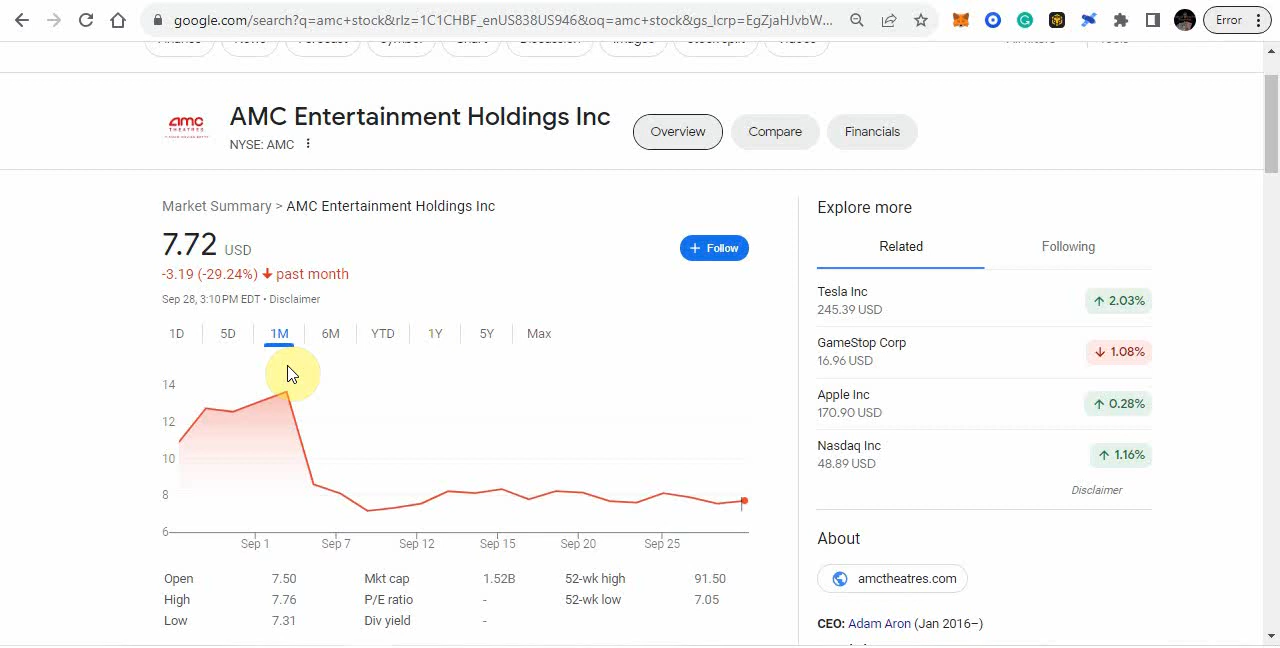 google.com/search?q=amc+stock&rlz=1C1CHBF_enUS838US946&oq=amc+stock&gs_lcrp=EgZjaHJvbW...
Error
AMC Entertainment Holdings Inc
NYSE: AMC
Overview
Compare
Financials
amc
THEATRES
Market Summary > AMC Entertainment Holdings Inc
7.72 USD
-3.19 (-29.24%) past month
Sep 28, 3:10 PM EDT • Disclaimer
+ Follow
1D 5D 1M 6M YTD 1Y 5Y Max
14
12
10
8
6
Sep 1 Sep 7 Sep 12 Sep 15 Sep 20 Sep 25
Open 7.50 Mkt cap 1.52B 52-wk high 91.50
High 7.76 P/E ratio - 52-wk low 7.05
Low 7.31 Div yield -
Explore more
Related Following
Tesla Inc
245.39 USD
2.03%
GameStop Corp
16.96 USD
1.08%
Apple Inc
170.90 USD
0.28%
Nasdaq Inc
48.89 USD
1.16%
Disclaimer
About
amctheatres.com
CEO: Adam Aron (Jan 2016–)